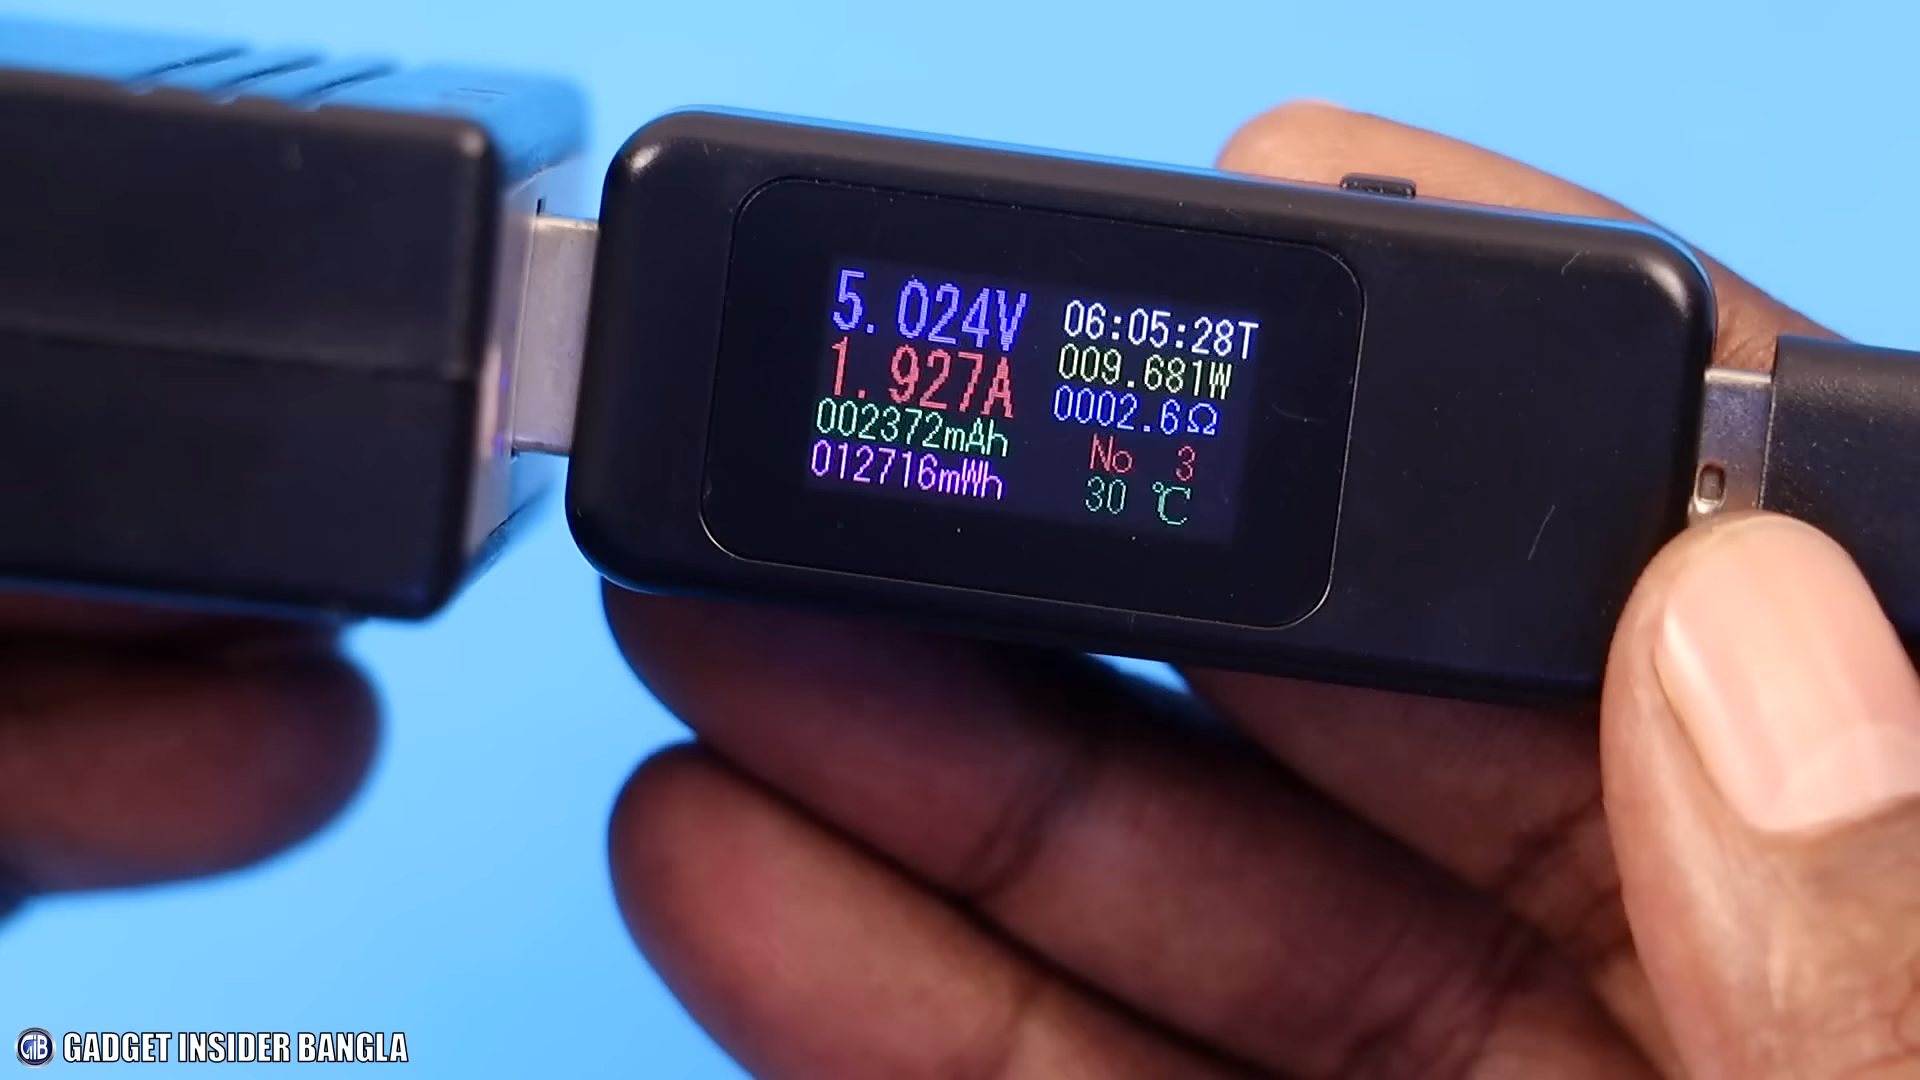 5.024V
1.927A
002372mAh
012716mWh
06:05:28T
009.681W
0002.6Ω
No 3
30 ℃
GIB GADGET INSIDER BANGLA